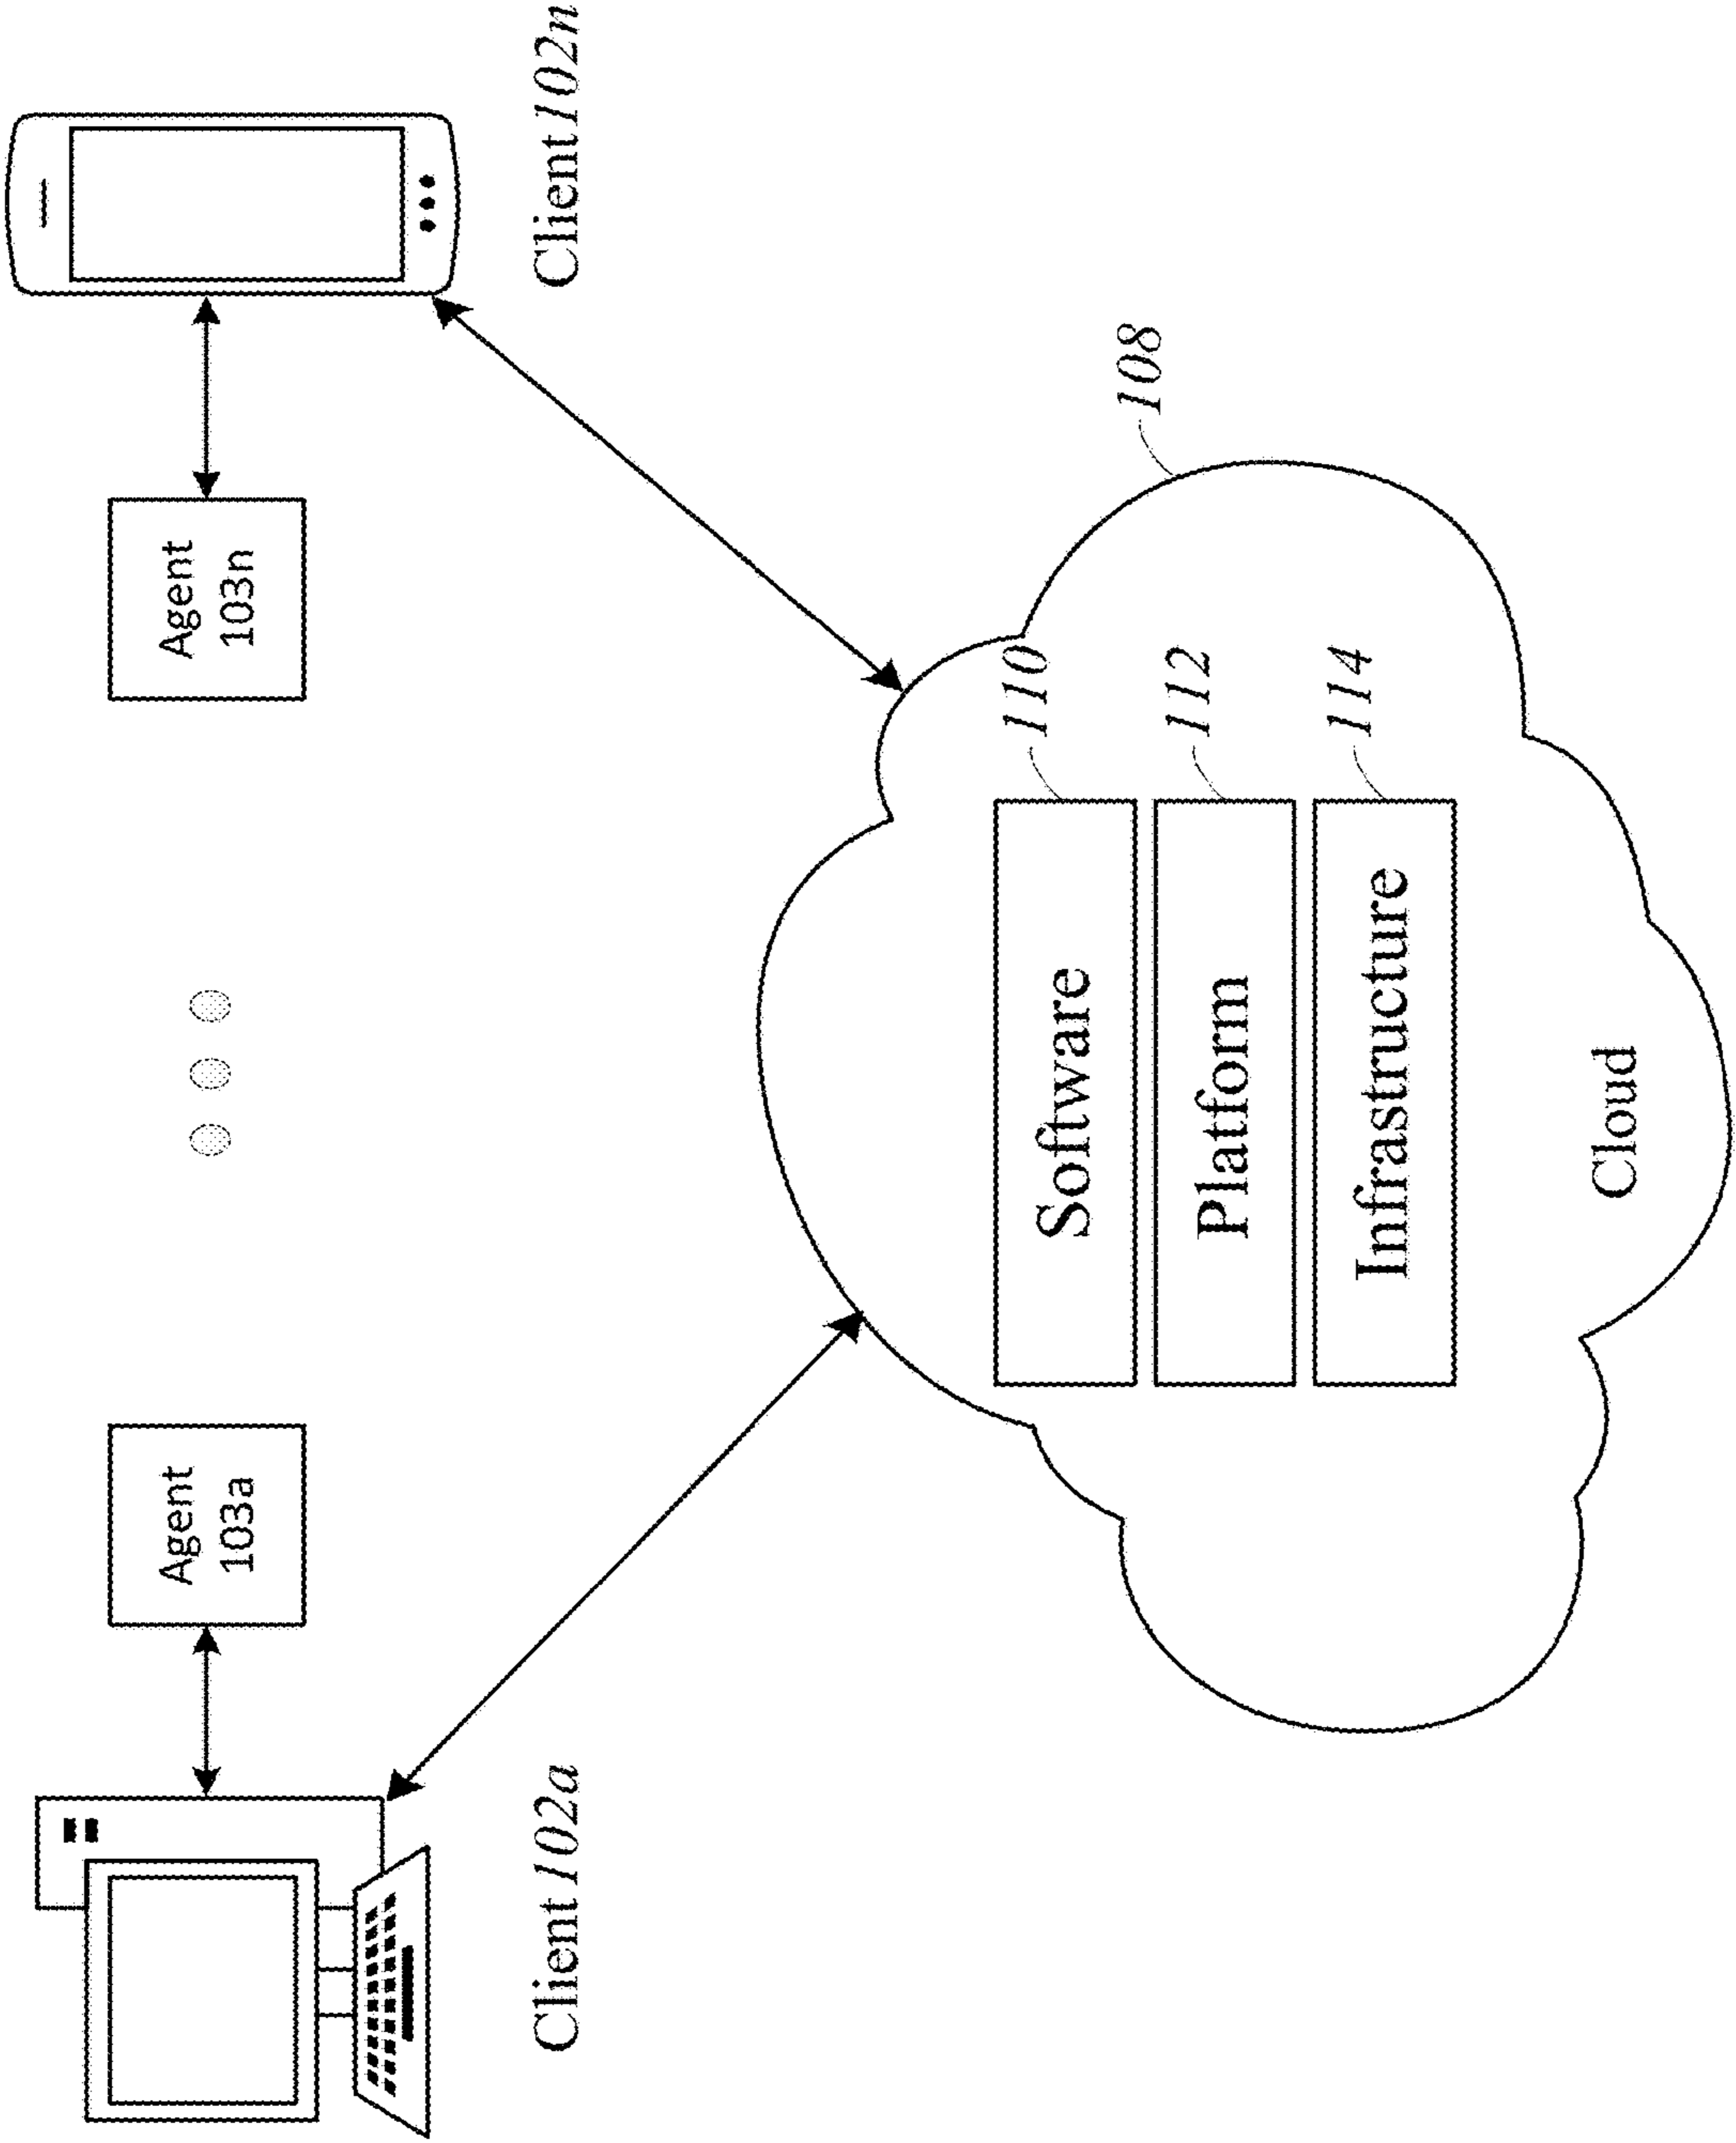 Agent
103a
Agent
103n
Client 102a
Client 102n
108
Software
110
Platform
112
Infrastructure
114
Cloud